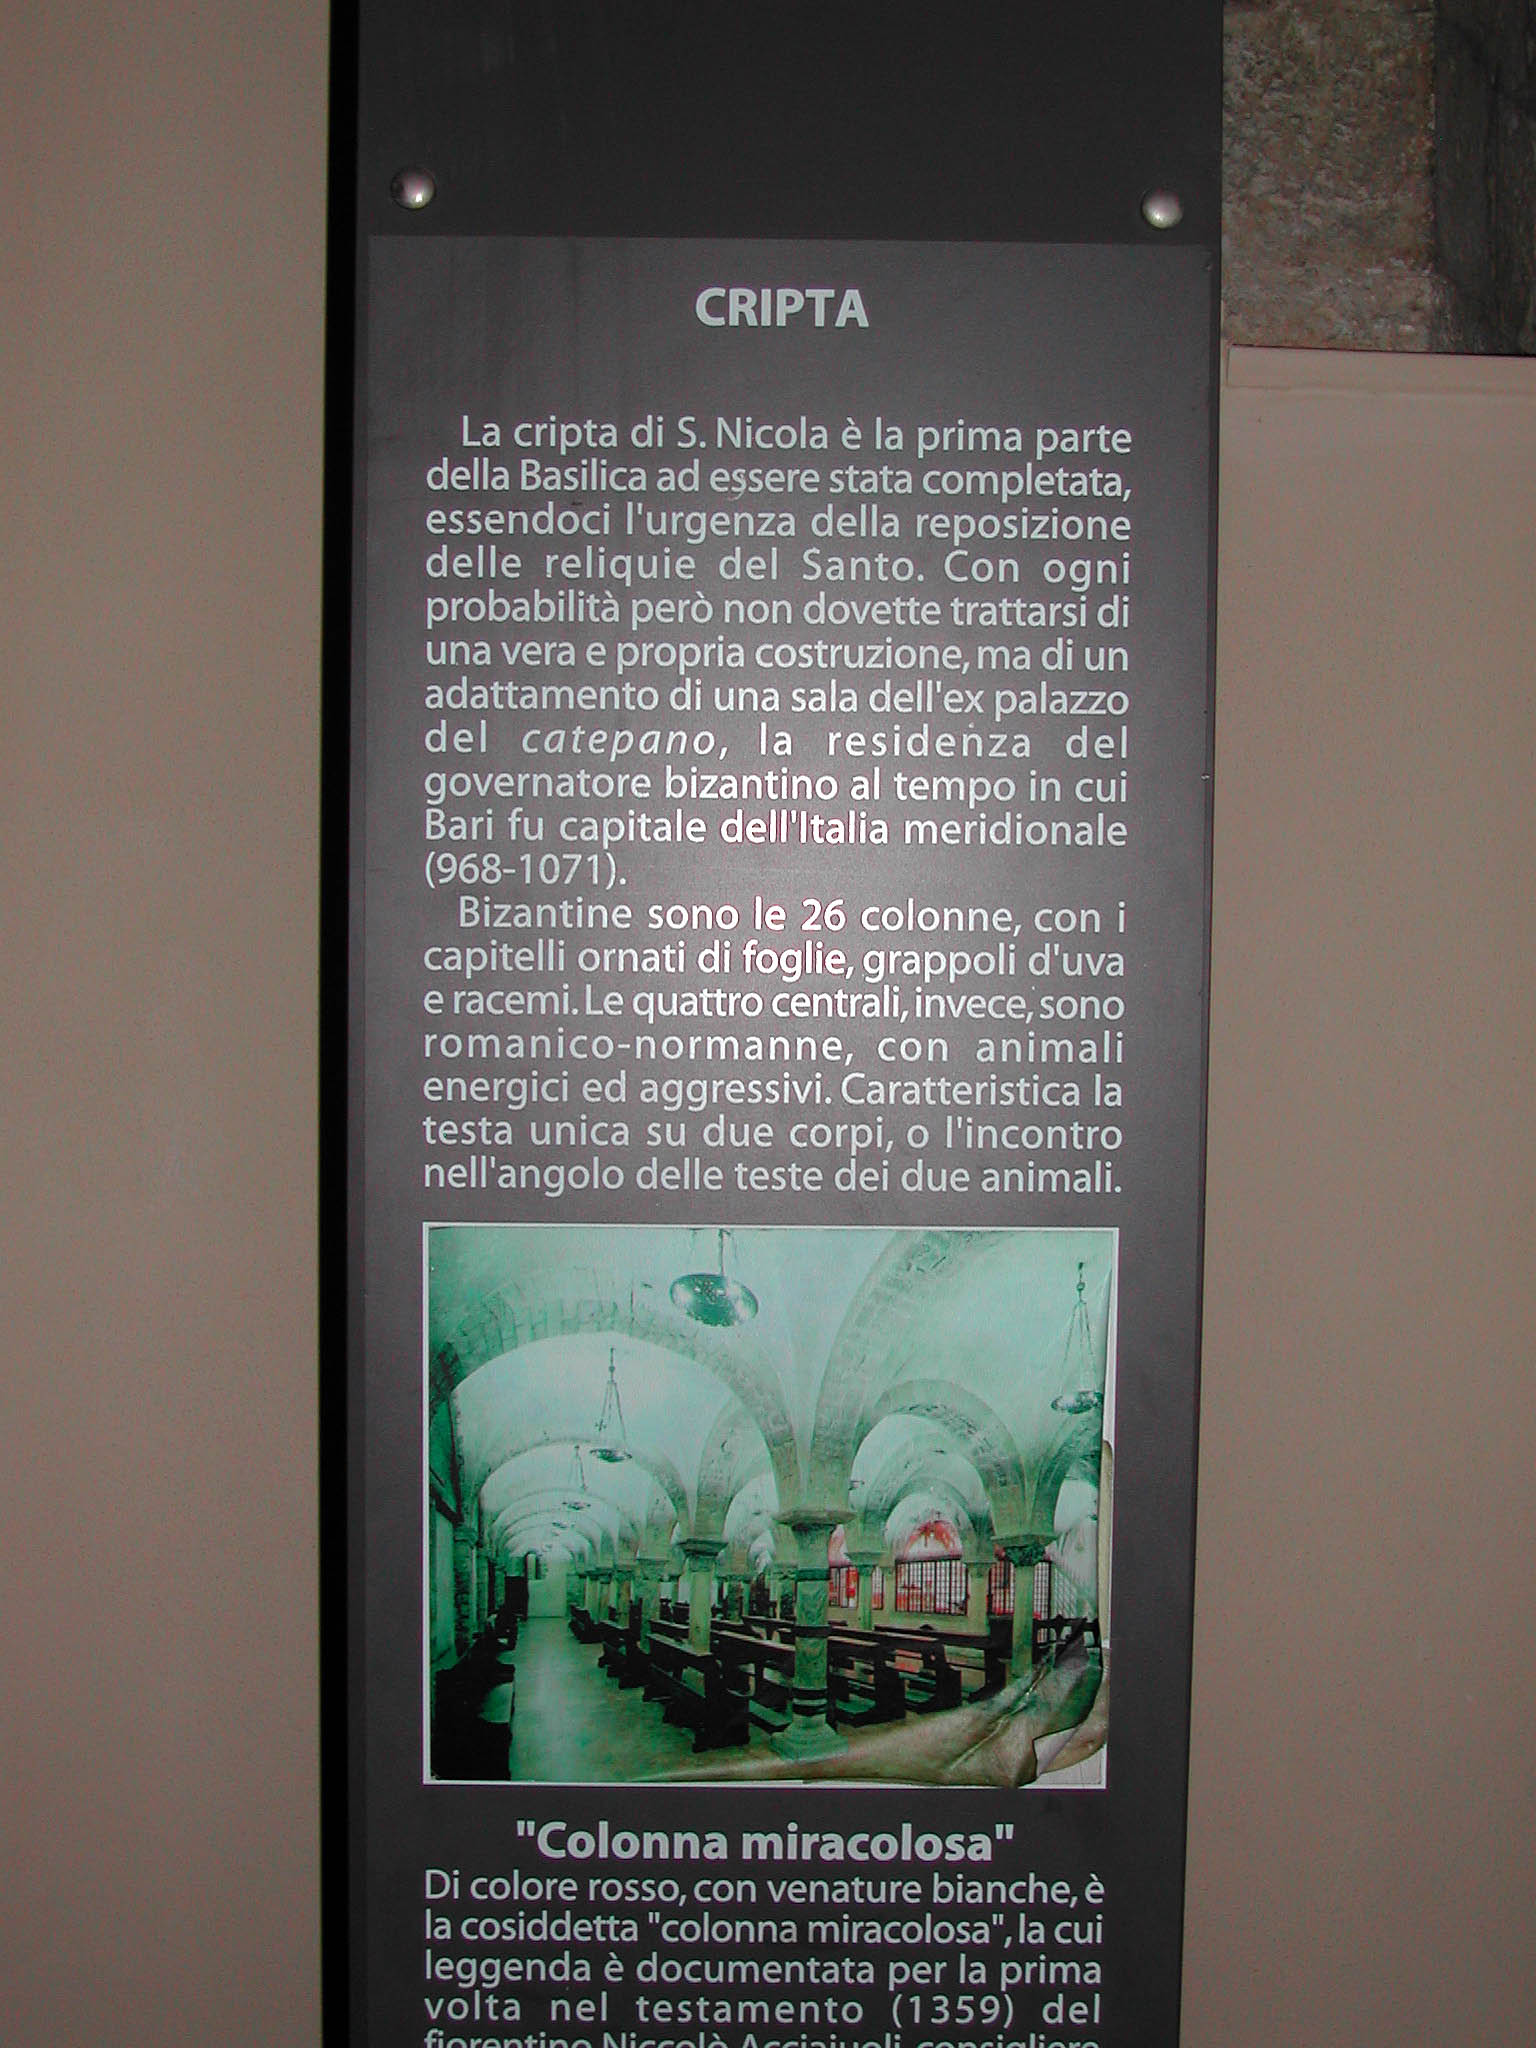 CRIPTA
La cripta di S. Nicola è la prima parte
della Basilica ad essere stata completata,
essendoci l'urgenza della reposizione
delle reliquie del Santo. Con ogni
probabilità però non dovette trattarsi di
una vera e propria costruzione, ma di un
adattamento di una sala dell'ex palazzo
del catepano, la residenza del
governatore bizantino al tempo in cui
Bari fu capitale dell'Italia meridionale
(968-1071).
Bizantine sono le 26 colonne, con i
capitelli ornati di foglie, grappoli d'uva
e racemi. Le quattro centrali, invece, sono
romanico-normanne, con animali
energici ed aggressivi. Caratteristica la
testa unica su due corpi, o l'incontro
nell'angolo delle teste dei due animali.
"Colonna miracolosa"
Di colore rosso, con venature bianche, è
la cosiddetta "colonna miracolosa", la cui
leggenda è documentata per la prima
volta nel testamento (1359) del
fiorentino Niccolò Acciaiuoli, consigliere